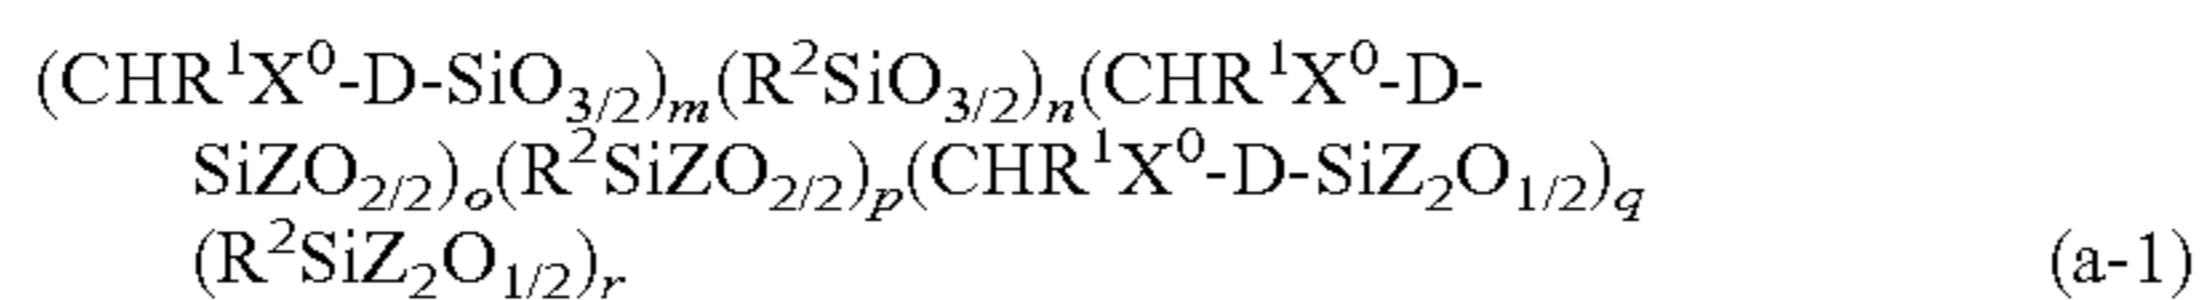 (CHR¹X⁰-D-SiO₃/₂)ₘ(R²SiO₃/₂)ₙ(CHR¹X⁰-D-
SiZO₂/₂)ₒ(R²SiZO₂/₂)ₚ(CHR¹X⁰-D-SiZ₂O₁/₂)q
(R²SiZ₂O₁/₂)ᵣ (a-1)